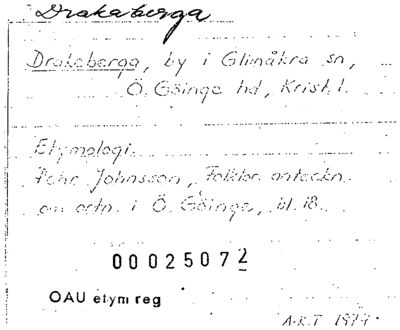 Drakaberga
Drakaberga, by i Glimåkra sn,
Ö. Göinge hd, Krist. l.
Etymologi.
Pehr Johnsson, Folklor. anteckn.
om ortn. i Ö. Göinge, bl. 18.
00025072
OAU etym reg
A.K.T 1977.